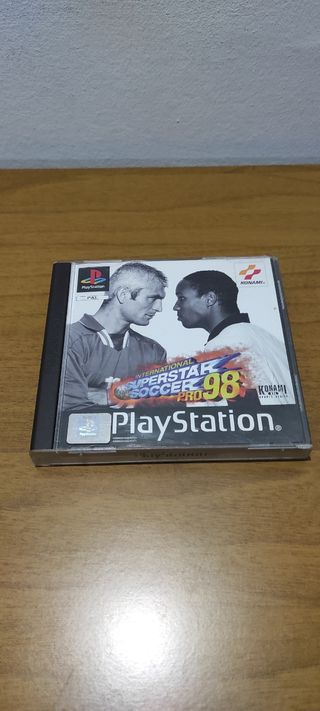 PlayStation
PAL
KONAMI
INTERNATIONAL
SUPERSTAR
SOCCER
PRO 98
KONAMI
PlayStation